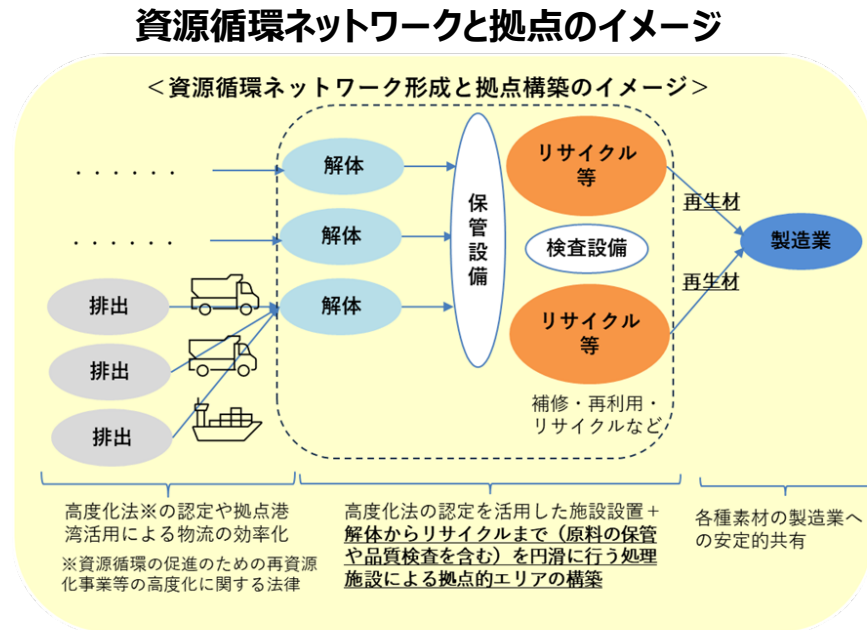 資源循環ネットワークと拠点のイメージ
＜資源循環ネットワーク形成と拠点構築のイメージ＞
・・・・・・
解体
保管設備
リサイクル
等
再生材
・・・・・・
解体
検査設備
製造業
排出
解体
リサイクル
等
再生材
排出
排出
補修・再利用・
リサイクルなど
高度化法※の認定や拠点港
湾活用による物流の効率化
※資源循環の促進のための再資源
化事業等の高度化に関する法律
高度化法の認定を活用した施設設置＋
解体からリサイクルまで（原料の保管
や品質検査を含む）を円滑に行う処理
施設による拠点的エリアの構築
各種素材の製造業へ
の安定的共有